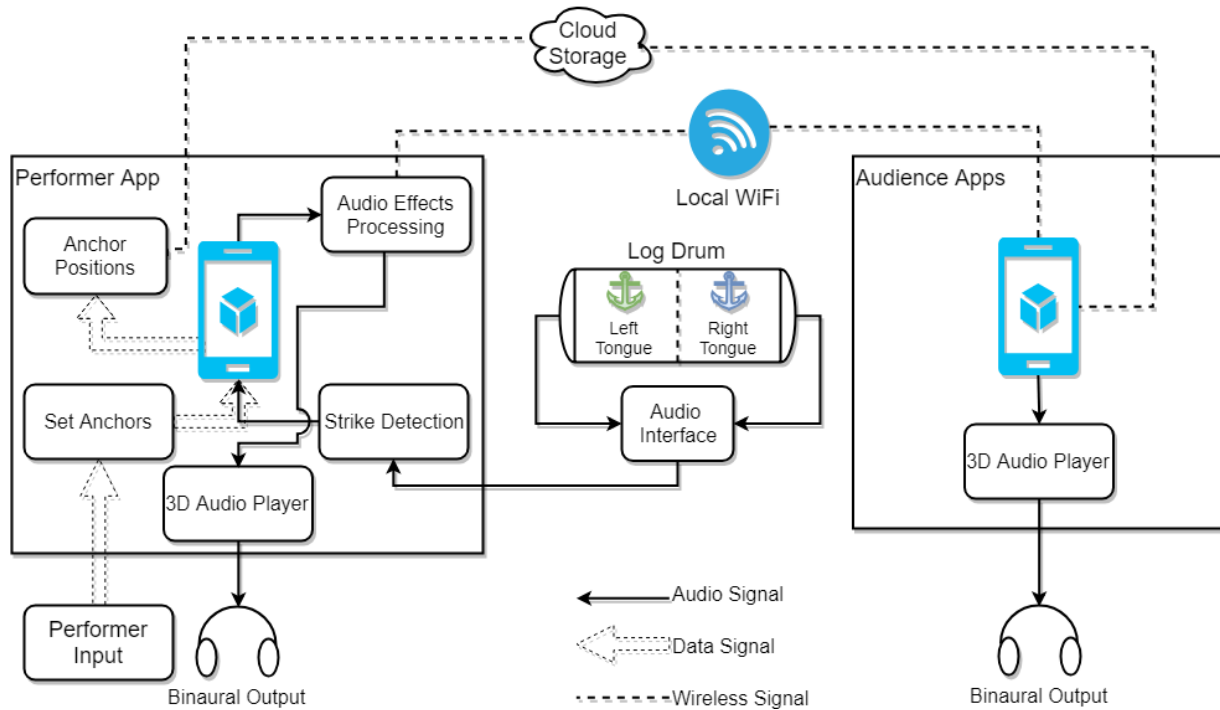 Cloud
Storage
Local WiFi
Performer App
Audio Effects
Processing
Anchor
Positions
Set Anchors
Strike Detection
3D Audio Player
Performer
Input
Binaural Output
Log Drum
Left
Tongue
Right
Tongue
Audio
Interface
Audio Signal
Data Signal
Wireless Signal
Audience Apps
3D Audio Player
Binaural Output